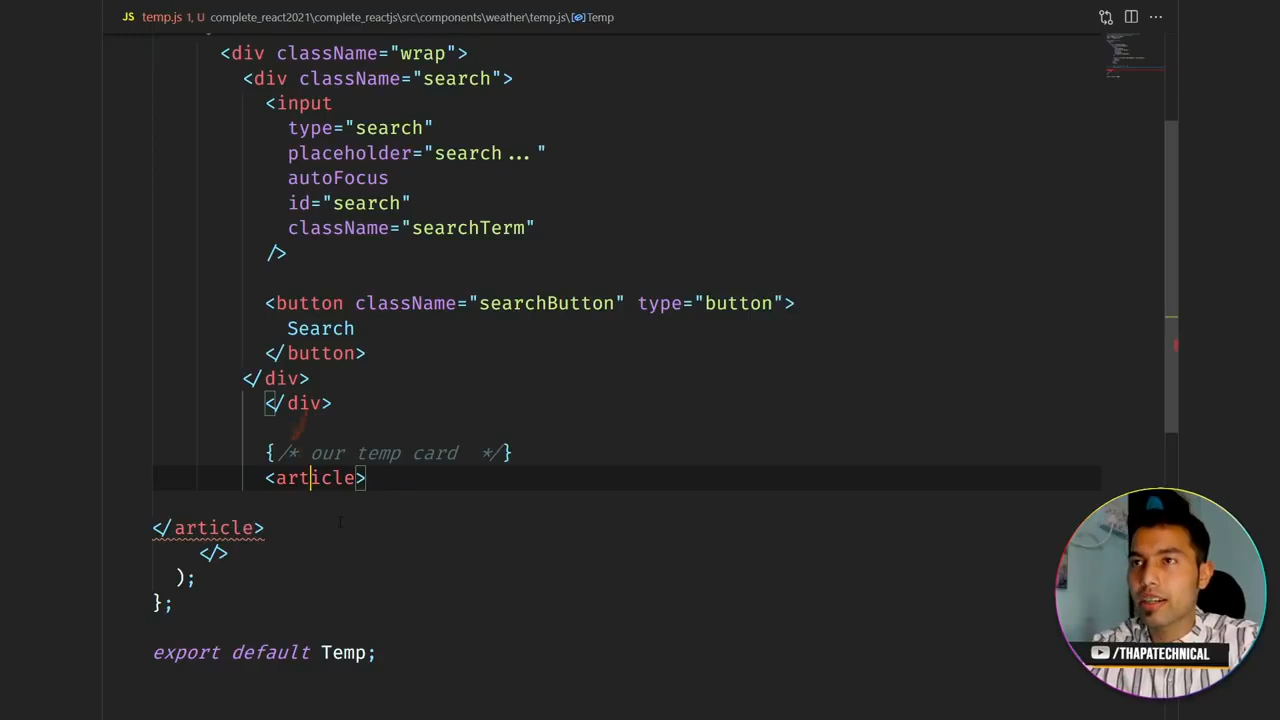 JS temp.js 1, U complete_react2021\complete_reactjs\src\components\weather\temp.js\Temp
<div className="wrap">
<div className="search">
<input
type="search"
placeholder="search..."
autoFocus
id="search"
className="searchTerm"
/>
<button className="searchButton" type="button">
Search
</button>
</div>
</div>
{/* our temp card  */}
<article>
</article>
</>
);
};
export default Temp;
/THAPATECHNICAL